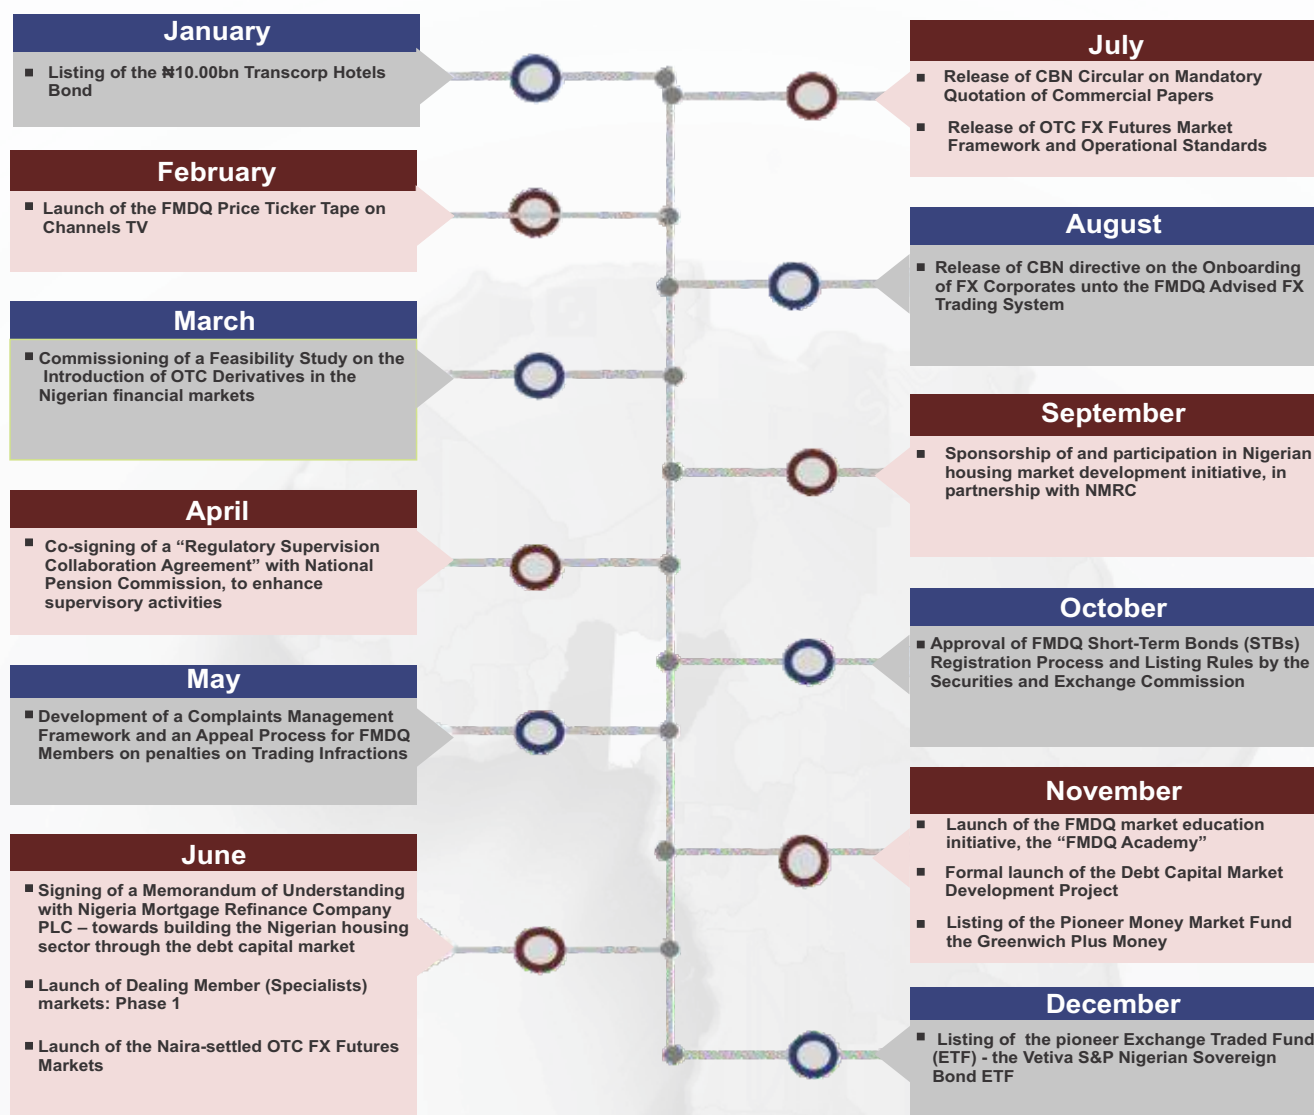 January
▪ Listing of the ₦10.00bn Transcorp Hotels
Bond
February
▪ Launch of the FMDQ Price Ticker Tape on
Channels TV
March
▪ Commissioning of a Feasibility Study on the
Introduction of OTC Derivatives in the
Nigerian financial markets
April
▪ Co-signing of a “Regulatory Supervision
Collaboration Agreement” with National
Pension Commission, to enhance
supervisory activities
May
▪ Development of a Complaints Management
Framework and an Appeal Process for FMDQ
Members on penalties on Trading Infractions
June
▪ Signing of a Memorandum of Understanding
with Nigeria Mortgage Refinance Company
PLC – towards building the Nigerian housing
sector through the debt capital market
▪ Launch of Dealing Member (Specialists)
markets: Phase 1
▪ Launch of the Naira-settled OTC FX Futures
Markets
July
▪ Release of CBN Circular on Mandatory
Quotation of Commercial Papers
▪ Release of OTC FX Futures Market
Framework and Operational Standards
August
▪ Release of CBN directive on the Onboarding
of FX Corporates unto the FMDQ Advised FX
Trading System
September
▪ Sponsorship of and participation in Nigerian
housing market development initiative, in
partnership with NMRC
October
▪ Approval of FMDQ Short-Term Bonds (STBs)
Registration Process and Listing Rules by the
Securities and Exchange Commission
November
▪ Launch of the FMDQ market education
initiative, the “FMDQ Academy”
▪ Formal launch of the Debt Capital Market
Development Project
▪ Listing of the Pioneer Money Market Fund
the Greenwich Plus Money
December
▪ Listing of the pioneer Exchange Traded Fund
(ETF) - the Vetiva S&P Nigerian Sovereign
Bond ETF